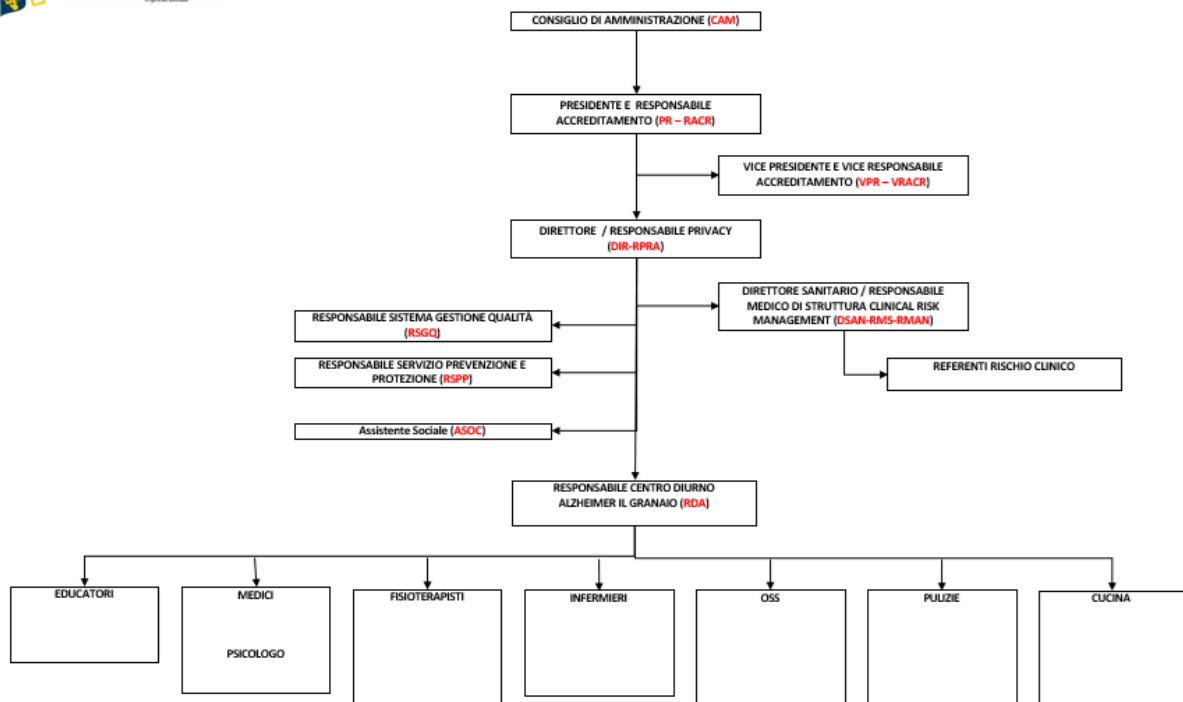 CONSIGLIO DI AMMINISTRAZIONE (CAM)
PRESIDENTE E RESPONSABILE
ACCREDITAMENTO (PR – RACR)
VICE PRESIDENTE E VICE RESPONSABILE
ACCREDITAMENTO (VPR – VRACR)
DIRETTORE / RESPONSABILE PRIVACY
(DIR-RPRA)
DIRETTORE SANITARIO / RESPONSABILE
MEDICO DI STRUTTURA CLINICAL RISK
MANAGEMENT (DSAN-RMS-RMAN)
RESPONSABILE SISTEMA GESTIONE QUALITÀ
(RSGQ)
RESPONSABILE SERVIZIO PREVENZIONE E
PROTEZIONE (RSPP)
REFERENTI RISCHIO CLINICO
Assistente Sociale (ASOC)
RESPONSABILE CENTRO DIURNO
ALZHEIMER IL GRANAIO (RDA)
EDUCATORI
MEDICI
PSICOLOGO
FISIOTERAPISTI
INFERMIERI
OSS
PULIZIE
CUCINA